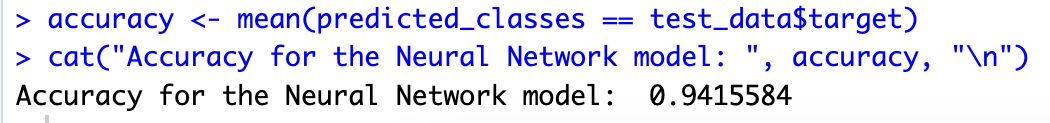 > accuracy <- mean(predicted_classes == test_data$target)
> cat("Accuracy for the Neural Network model: ", accuracy, "\n")
Accuracy for the Neural Network model:  0.9415584